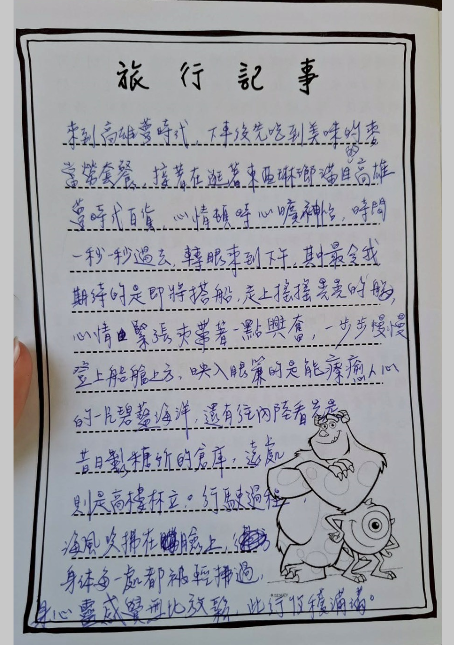 旅行記事
來到高雄夢時代，下車後先吃到美味的麥
當勞套餐，接著在逛著東西琳瑯滿目的高雄
夢時代百貨，心情頓時心曠神怡，時間
一秒一秒過去，轉眼來到下午，其中最令我
期待的是即將搭船，走上搖搖晃晃的船，
心情由緊張夾帶著一點興奮，一步步慢慢
登上船艙上方，映入眼簾的是能療癒人心
的一片碧藍海洋，還有往內陸看是
昔日製糖所的倉庫，遠處
則是高樓林立。行駛過程
海風吹拂在臉上，
身体每一處都被輕拂過，
身心靈感覺無比放鬆，此行收穫滿滿。